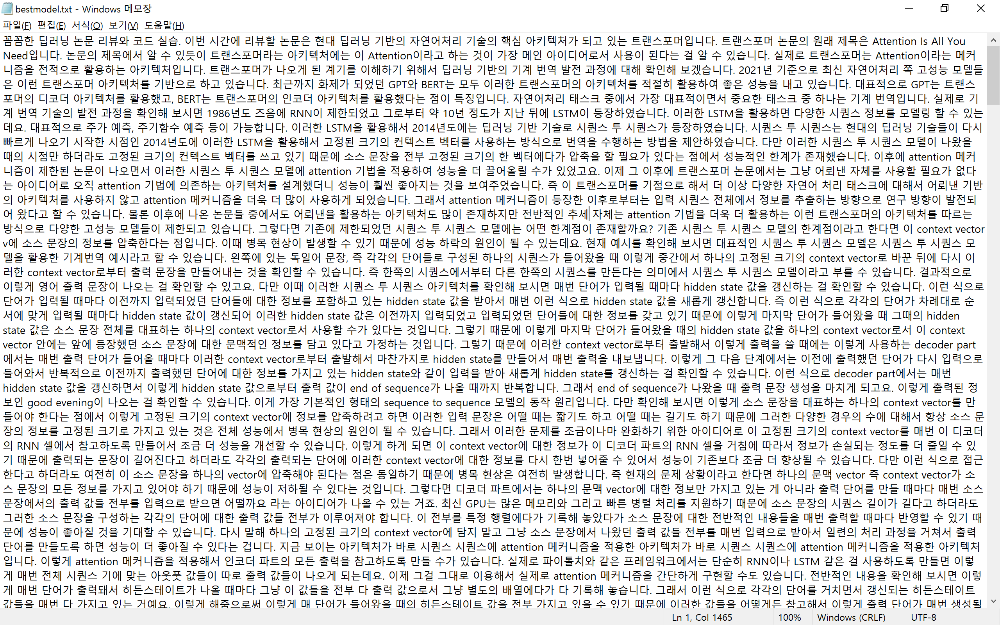 bestmodel.txt - Windows 메모장
파일(F) 편집(E) 서식(O) 보기(V) 도움말(H)
꼼꼼한 딥러닝 논문 리뷰와 코드 실습. 이번 시간에 리뷰할 논문은 현대 딥러닝 기반의 자연어처리 기술의 핵심 아키텍처가 되고 있는 트랜스포머입니다. 트랜스포머 논문의 원래 제목은 Attention Is All You
Need입니다. 논문의 제목에서 알 수 있듯이 트랜스포머라는 아키텍처에는 이 Attention이라고 하는 것이 가장 메인 아이디어로서 사용이 된다는 걸 알 수 있습니다. 실제로 트랜스포머는 Attention이라는 메커
니즘을 전적으로 활용하는 아키텍처입니다. 트랜스포머가 나오게 된 계기를 이해하기 위해서 딥러닝 기반의 기계 번역 발전 과정에 대해 확인해 보겠습니다. 2021년 기준으로 최신 자연어처리 쪽 고성능 모델들
은 이런 트랜스포머 아키텍처를 기반으로 하고 있습니다. 최근까지 화제가 되었던 GPT와 BERT는 모두 이러한 트랜스포머의 아키텍처를 적절히 활용하여 좋은 성능을 내고 있습니다. 대표적으로 GPT는 트랜스
포머의 디코더 아키텍처를 활용했고, BERT는 트랜스포머의 인코더 아키텍처를 활용했다는 점이 특징입니다. 자연어처리 태스크 중에서 가장 대표적이면서 중요한 태스크 중 하나는 기계 번역입니다. 실제로 기
계 번역 기술의 발전 과정을 확인해 보시면 1986년도 즈음에 RNN이 제한되었고 그로부터 약 10년 정도가 지난 뒤에 LSTM이 등장하였습니다. 이러한 LSTM을 활용하면 다양한 시퀀스 정보를 모델링 할 수 있는
데요. 대표적으로 주가 예측, 주기함수 예측 등이 가능합니다. 이러한 LSTM을 활용해서 2014년도에는 딥러닝 기반 기술로 시퀀스 투 시퀀스가 등장하였습니다. 시퀀스 투 시퀀스는 현대의 딥러닝 기술들이 다시
빠르게 나오기 시작한 시점인 2014년도에 이러한 LSTM을 활용해서 고정된 크기의 컨텍스트 벡터를 사용하는 방식으로 번역을 수행하는 방법을 제안하였습니다. 다만 이러한 시퀀스 투 시퀀스 모델이 나왔을
때의 시점만 하더라도 고정된 크기의 컨텍스트 벡터를 쓰고 있기 때문에 소스 문장을 전부 고정된 크기의 한 벡터에다가 압축을 할 필요가 있다는 점에서 성능적인 한계가 존재했습니다. 이후에 attention 메커
니즘이 제한된 논문이 나오면서 이러한 시퀀스 투 시퀀스 모델에 attention 기법을 적용하여 성능을 더 끌어올릴 수가 있었고요. 이제 그 이후에 트랜스포머 논문에서는 그냥 어뢰낸 자체를 사용할 필요가 없다
는 아이디어로 오직 attention 기법에 의존하는 아키텍처를 설계했더니 성능이 훨씬 좋아지는 것을 보여주었습니다. 즉 이 트랜스포머를 기점으로 해서 더 이상 다양한 자연어 처리 태스크에 대해서 어뢰낸 기반
의 아키텍처를 사용하지 않고 attention 메커니즘을 더욱 더 많이 사용하게 되었습니다. 그래서 attention 메커니즘이 등장한 이후로부터는 입력 시퀀스 전체에서 정보를 추출하는 방향으로 연구 방향이 발전되
어 왔다고 할 수 있습니다. 물론 이후에 나온 논문들 중에서도 어뢰낸을 활용하는 아키텍처도 많이 존재하지만 전반적인 추세 자체는 attention 기법을 더욱 더 활용하는 이런 트랜스포머의 아키텍처를 따르는
방식으로 다양한 고성능 모델들이 제한되고 있습니다. 그렇다면 기존에 제한되었던 시퀀스 투 시퀀스 모델에는 어떤 한계점이 존재할까요? 기존 시퀀스 투 시퀀스 모델의 한계점이라고 한다면 이 context vector
v에 소스 문장의 정보를 압축한다는 점입니다. 이때 병목 현상이 발생할 수 있기 때문에 성능 하락의 원인이 될 수 있는데요. 현재 예시를 확인해 보시면 대표적인 시퀀스 투 시퀀스 모델은 시퀀스 투 시퀀스 모
델을 활용한 기계번역 예시라고 할 수 있습니다. 왼쪽에 있는 독일어 문장, 즉 각각의 단어들로 구성된 하나의 시퀀스가 들어왔을 때 이렇게 중간에서 하나의 고정된 크기의 context vector로 바꾼 뒤에 다시 이
러한 context vector로부터 출력 문장을 만들어내는 것을 확인할 수 있습니다. 즉 한쪽의 시퀀스에서부터 다른 한쪽의 시퀀스를 만든다는 의미에서 시퀀스 투 시퀀스 모델이라고 부를 수 있습니다. 결과적으로
이렇게 영어 출력 문장이 나오는 걸 확인할 수 있고요. 다만 이때 이러한 시퀀스 투 시퀀스 아키텍처를 확인해 보시면 매번 단어가 입력될 때마다 hidden state 값을 갱신하는 걸 확인할 수 있습니다. 이런 식으로
단어가 입력될 때마다 이전까지 입력되었던 단어들에 대한 정보를 포함하고 있는 hidden state 값을 받아서 매번 이런 식으로 hidden state 값을 새롭게 갱신합니다. 즉 이런 식으로 각각의 단어가 차례대로 순
서에 맞게 입력될 때마다 hidden state 값이 갱신되어 이러한 hidden state 값은 이전까지 입력되었고 입력되었던 단어들에 대한 정보를 갖고 있기 때문에 이렇게 마지막 단어가 들어왔을 때 그때의 hidden
state 값은 소스 문장 전체를 대표하는 하나의 context vector로서 사용할 수가 있다는 것입니다. 그렇기 때문에 이렇게 마지막 단어가 들어왔을 때의 hidden state 값을 하나의 context vector로서 이 context
vector 안에는 앞에 등장했던 소스 문장에 대한 문맥적인 정보를 담고 있다고 가정하는 것입니다. 그렇기 때문에 이러한 context vector로부터 출발해서 이렇게 출력을 쓸 때에는 이렇게 사용하는 decoder part
에서는 매번 출력 단어가 들어올 때마다 이러한 context vector로부터 출발해서 마찬가지로 hidden state를 만들어서 매번 출력을 내보냅니다. 이렇게 그 다음 단계에서는 이전에 출력했던 단어가 다시 입력으로
들어와서 반복적으로 이전까지 출력했던 단어에 대한 정보를 가지고 있는 hidden state와 같이 입력을 받아 새롭게 hidden state를 갱신하는 걸 확인할 수 있습니다. 이런 식으로 decoder part에서는 매번
hidden state 값을 갱신하면서 이렇게 hidden state 값으로부터 출력 값이 end of sequence가 나올 때까지 반복합니다. 그래서 end of sequence가 나왔을 때 출력 문장 생성을 마치게 되고요. 이렇게 출력된 정
보인 good evening이 나오는 걸 확인할 수 있습니다. 이게 가장 기본적인 형태의 sequence to sequence 모델의 동작 원리입니다. 다만 확인해 보시면 이렇게 소스 문장을 대표하는 하나의 context vector를 만
들어야 한다는 점에서 이렇게 고정된 크기의 context vector에 정보를 압축하려고 하면 이러한 입력 문장은 어떨 때는 짧기도 하고 어떨 때는 길기도 하기 때문에 그러한 다양한 경우의 수에 대해서 항상 소스 문
장의 정보를 고정된 크기로 가지고 있는 것은 전체 성능에서 병목 현상의 원인이 될 수 있습니다. 그래서 이러한 문제를 조금이나마 완화하기 위한 아이디어로 이 고정된 크기의 context vector를 매번 이 디코더
의 RNN 셀에서 참고하도록 만들어서 조금 더 성능을 개선할 수 있습니다. 이렇게 하게 되면 이 context vector에 대한 정보가 이 디코더 파트의 RNN 셀을 거침에 따라서 정보가 손실되는 정도를 더 줄일 수 있
기 때문에 출력되는 문장이 길어진다고 하더라도 각각의 출력되는 단어에 이러한 context vector에 대한 정보를 다시 한번 넣어줄 수 있어서 성능이 기존보다 조금 더 향상될 수 있습니다. 다만 이런 식으로 접근
한다고 하더라도 여전히 이 소스 문장을 하나의 vector에 압축해야 된다는 점은 동일하기 때문에 병목 현상은 여전히 발생합니다. 즉 현재의 문제 상황이라고 한다면 하나의 문맥 vector 즉 context vector가 소
스 문장의 모든 정보를 가지고 있어야 하기 때문에 성능이 저하될 수 있다는 것입니다. 그렇다면 디코더 파트에서는 하나의 문맥 vector에 대한 정보만 가지고 있는 게 아니라 출력 단어를 만들 때마다 매번 소스
문장에서의 출력 값들 전부를 입력으로 받으면 어떨까요 라는 아이디어가 나올 수 있는 거죠. 최신 GPU는 많은 메모리와 그리고 빠른 병렬 처리를 지원하기 때문에 소스 문장의 시퀀스 길이가 길다고 하더라도
그러한 소스 문장을 구성하는 각각의 단어에 대한 출력 값들 전부가 이루어져야 합니다. 이 전부를 특정 행렬에다가 기록해 놓았다가 소스 문장에 대한 전반적인 내용들을 매번 출력할 때마다 반영할 수 있기 때
문에 성능이 좋아질 것을 기대할 수 있습니다. 다시 말해 하나의 고정된 크기의 context vector에 담지 말고 그냥 소스 문장에서 나왔던 출력 값들 전부를 매번 입력으로 받아서 일련의 처리 과정을 거쳐서 출력
단어를 만들도록 하면 성능이 더 좋아질 수 있다는 겁니다. 지금 보이는 아키텍처가 바로 시퀀스 시퀀스에 attention 메커니즘을 적용한 아키텍처가 바로 시퀀스 시퀀스에 attention 메커니즘을 적용한 아키텍처
입니다. 이렇게 attention 메커니즘을 적용해서 인코더 파트의 모든 출력을 참고하도록 만들 수가 있습니다. 실제로 파이톨치와 같은 프레임워크에서는 단순히 RNN이나 LSTM 같은 걸 사용하도록 만들면 이렇
게 매번 전체 시퀀스 기에 맞는 아웃풋 값들이 따로 출력 값들이 나오게 되는데요. 이제 그걸 그대로 이용해서 실제로 attention 메커니즘을 간단하게 구현할 수도 있습니다. 전반적인 내용을 확인해 보시면 이렇
게 매번 단어가 출력돼서 히든스테이트가 나올 때마다 그냥 이 값들을 전부 다 출력 값으로서 그냥 별도의 배열에다가 다 기록해 놓습니다. 그래서 이런 식으로 각각의 단어를 거치면서 갱신되는 히든스테이트
값들을 매번 다 가지고 있는 거예요. 이렇게 해줌으로써 이렇게 매 단어가 들어왔을 때의 히든스테이트 값을 전부 가지고 있을 수 있기 때문에 이러한 값들을 어떻게든 참고해서 이렇게 출력 단어가 매번 생성될
Ln 1, Col 1465 100% Windows (CRLF) UTF-8